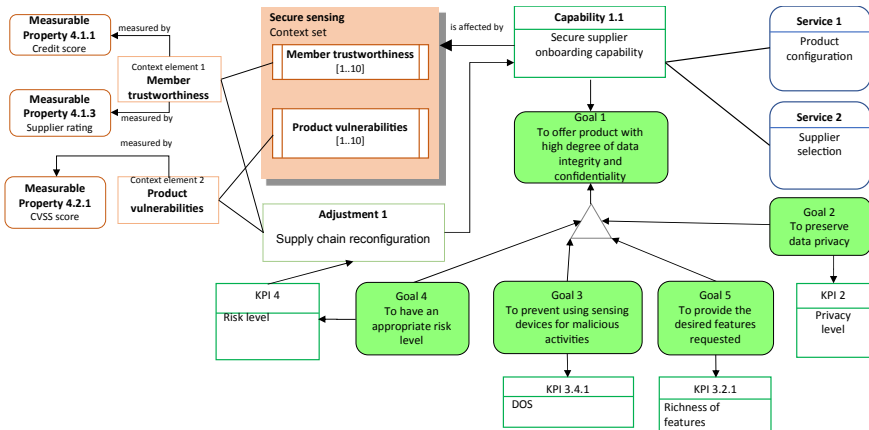 Measurable
Property 4.1.1
Credit score
measured by
Measurable
Property 4.1.3
Supplier rating
measured by
Context element 1
Member
trustworthiness
measured by
Measurable
Property 4.2.1
CVSS score
Context element 2
Product
vulnerabilities
Secure sensing
Context set
Member trustworthiness
[1..10]
Product vulnerabilities
[1..10]
is affected by
Capability 1.1
Secure supplier
onboarding capability
Service 1
Product
configuration
Service 2
Supplier
selection
Goal 1
To offer product with
high degree of data
integrity and
confidentiality
Adjustment 1
Supply chain reconfiguration
Goal 2
To preserve
data privacy
KPI 4
Risk level
Goal 4
To have an
appropriate risk
level
Goal 3
To prevent using sensing
devices for malicious
activities
Goal 5
To provide the
desired features
requested
KPI 2
Privacy
level
KPI 3.4.1
DOS
KPI 3.2.1
Richness of
features